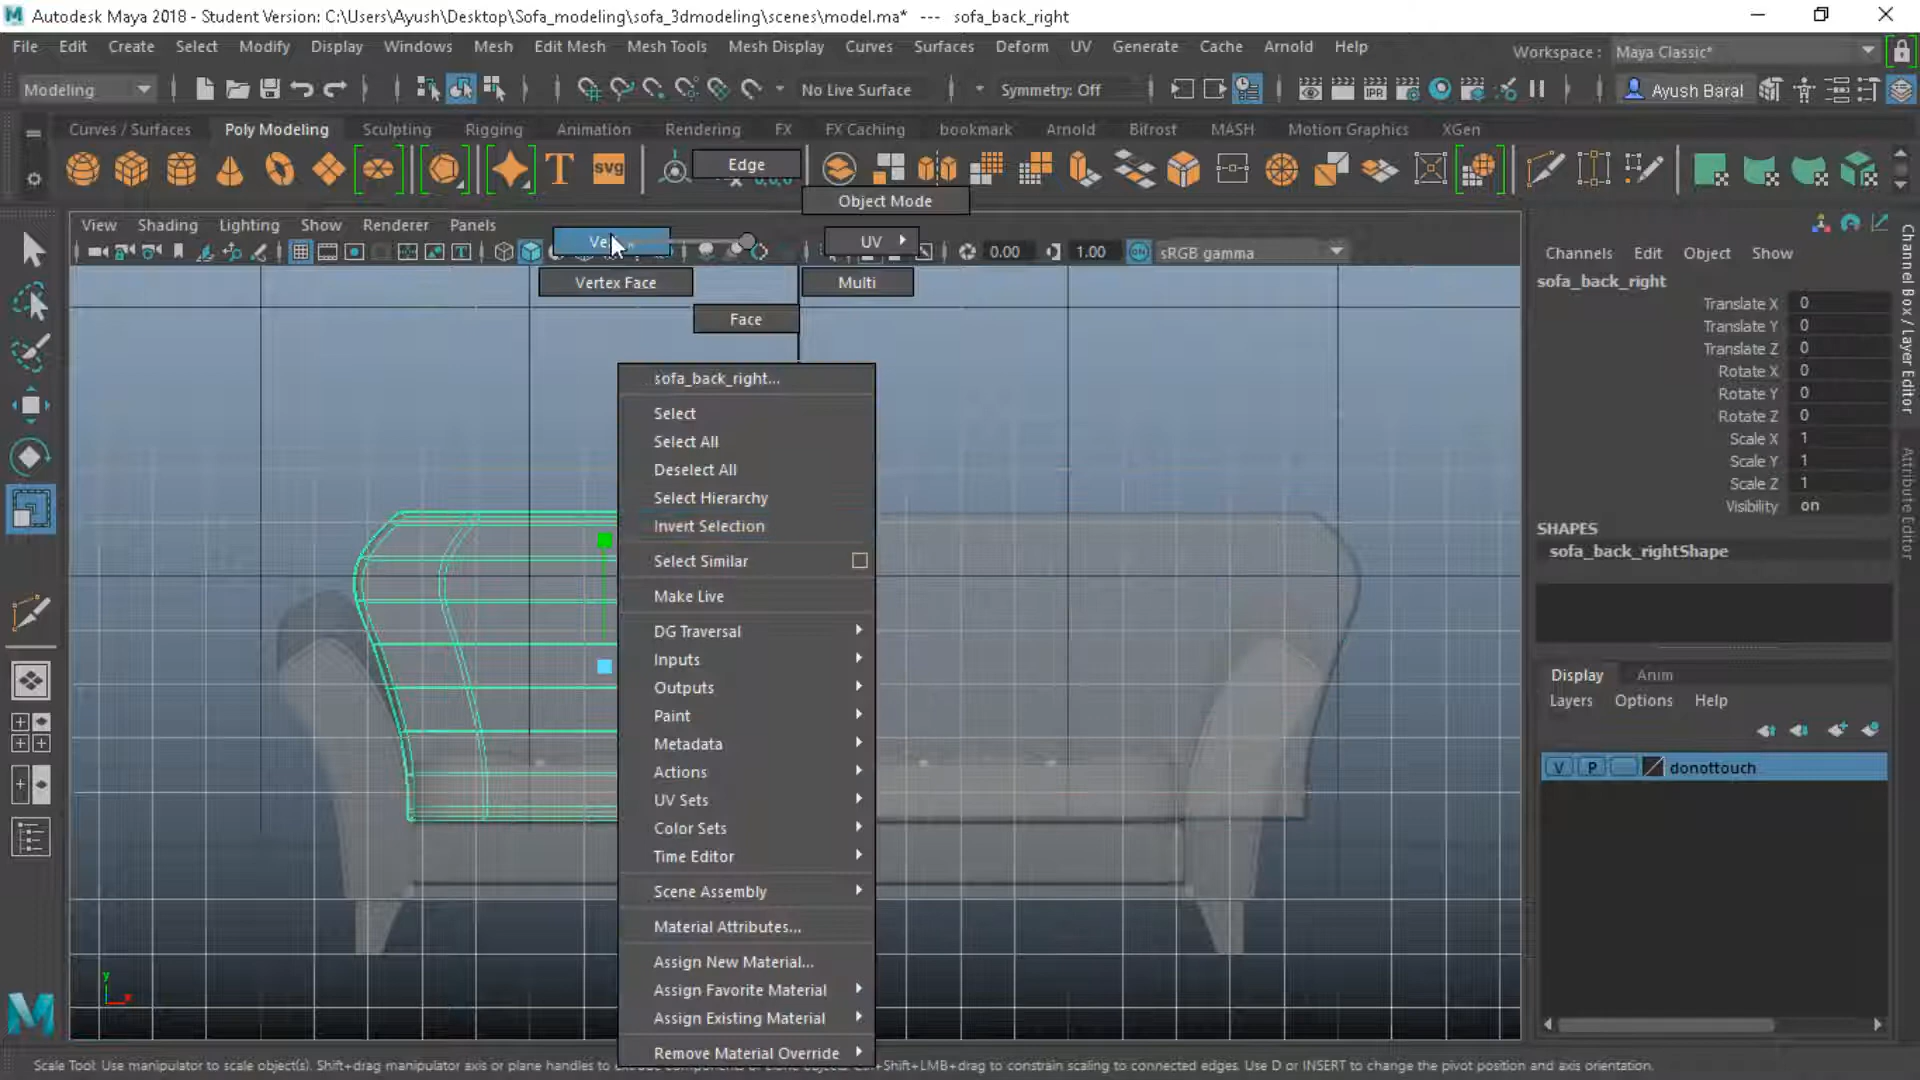 Autodesk Maya 2018 - Student Version: C:\Users\Ayush\Desktop\Sofa_modeling\sofa_3dmodeling\scenes\model.ma*  ---  sofa_back_right
File Edit Create Select Modify Display Windows Mesh Edit Mesh Mesh Tools Mesh Display Curves Surfaces Deform UV Generate Cache Arnold Help
Workspace : Maya Classic*
Modeling No Live Surface Symmetry: Off IPR Ayush Baral
Curves / Surfaces Poly Modeling Sculpting Rigging Animation Rendering FX FX Caching bookmark Arnold Bifrost MASH Motion Graphics XGen
T svg Edge
Object Mode
View Shading Lighting Show Renderer Panels
UV
0.00 1.00 ON sRGB gamma
Vertex Face Multi
Face
sofa_back_right...
Select
Select All
Deselect All
Select Hierarchy
Invert Selection
Select Similar
Make Live
DG Traversal
Inputs
Outputs
Paint
Metadata
Actions
UV Sets
Color Sets
Time Editor
Scene Assembly
Material Attributes...
Assign New Material...
Assign Favorite Material
Assign Existing Material
Remove Material Override
Channels Edit Object Show
sofa_back_right
Translate X 0
Translate Y 0
Translate Z 0
Rotate X 0
Rotate Y 0
Rotate Z 0
Scale X 1
Scale Y 1
Scale Z 1
Visibility on
SHAPES
sofa_back_rightShape
Display Anim
Layers Options Help
V P donottouch
Channel Box / Layer Editor
Attribute Editor
y
Scale Tool: Use manipulator to scale object(s). Shift+drag manipulator axis or plane handles to
Shift+LMB+drag to constrain scaling to connected edges. Use D or INSERT to change the pivot position and axis orientation.